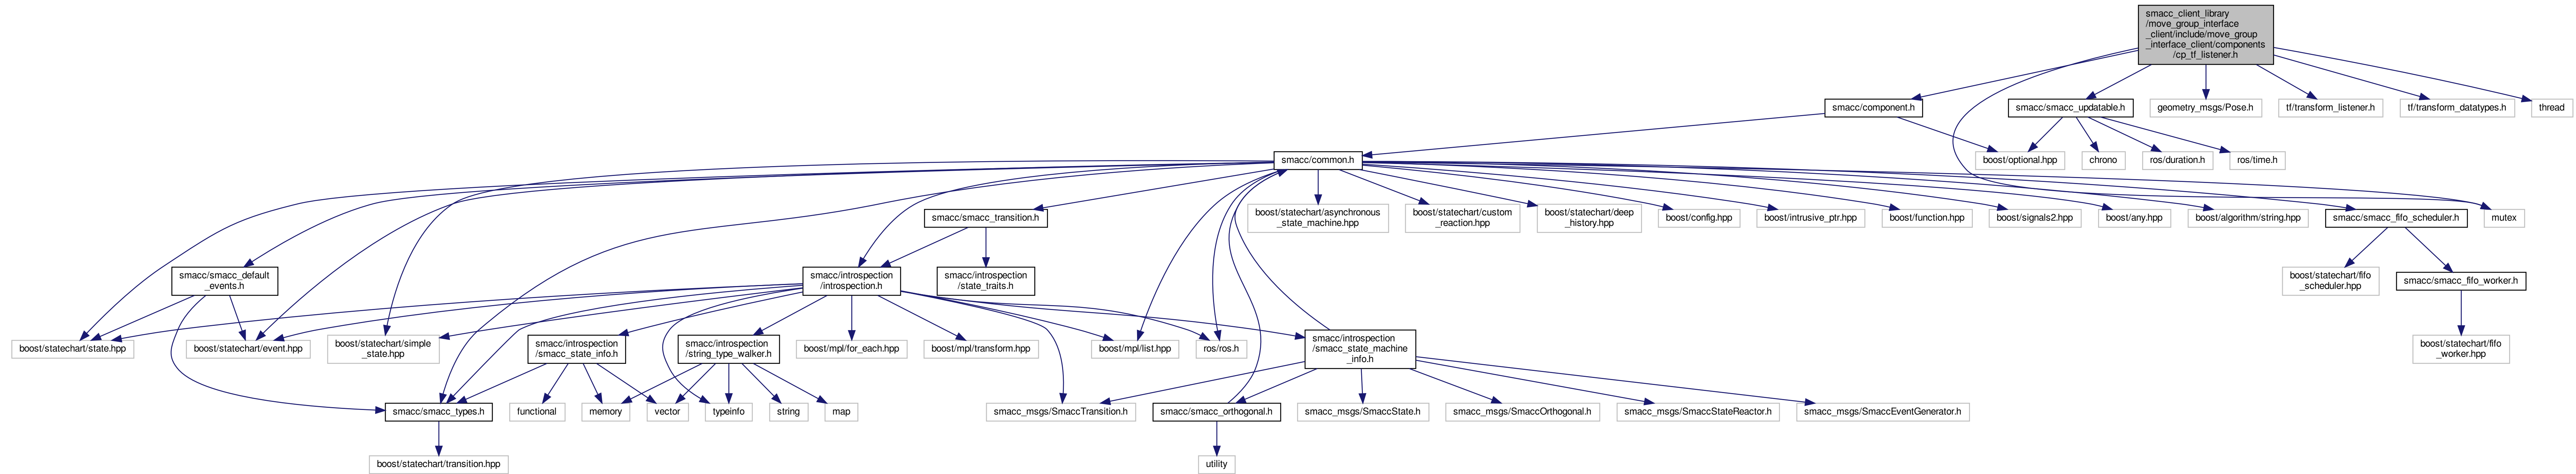 smacc_client_library
/move_group_interface
_client/include/move_group
_interface_client/components
/cp_tf_listener.h
smacc/component.h
smacc/smacc_updatable.h
geometry_msgs/Pose.h
tf/transform_listener.h
tf/transform_datatypes.h
thread
smacc/common.h
boost/optional.hpp
chrono
ros/duration.h
ros/time.h
smacc/smacc_transition.h
boost/statechart/asynchronous
_state_machine.hpp
boost/statechart/custom
_reaction.hpp
boost/statechart/deep
_history.hpp
boost/config.hpp
boost/intrusive_ptr.hpp
boost/function.hpp
boost/signals2.hpp
boost/any.hpp
boost/algorithm/string.hpp
smacc/smacc_fifo_scheduler.h
mutex
smacc/smacc_default
_events.h
smacc/introspection
/introspection.h
smacc/introspection
/state_traits.h
boost/statechart/fifo
_scheduler.hpp
smacc/smacc_fifo_worker.h
boost/statechart/state.hpp
boost/statechart/event.hpp
boost/statechart/simple
_state.hpp
smacc/introspection
/smacc_state_info.h
smacc/introspection
/string_type_walker.h
boost/mpl/for_each.hpp
boost/mpl/transform.hpp
boost/mpl/list.hpp
ros/ros.h
smacc/introspection
/smacc_state_machine
_info.h
boost/statechart/fifo
_worker.hpp
smacc/smacc_types.h
functional
memory
vector
typeinfo
string
map
smacc_msgs/SmaccTransition.h
smacc/smacc_orthogonal.h
smacc_msgs/SmaccState.h
smacc_msgs/SmaccOrthogonal.h
smacc_msgs/SmaccStateReactor.h
smacc_msgs/SmaccEventGenerator.h
boost/statechart/transition.hpp
utility